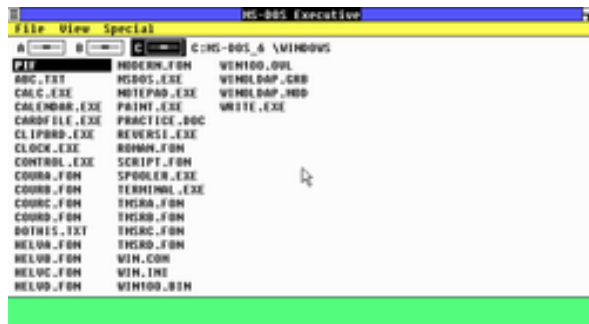 MS-DOS Executive
File View Special
A B C C:MS-DOS_6 \WINDOWS
PIF MODERN.FON WIN100.OVL
ABC.TXT MSDOS.EXE WINOLDAP.GRB
CALC.EXE NOTEPAD.EXE WINOLDAP.MOD
CALENDAR.EXE PAINT.EXE WRITE.EXE
CARDFILE.EXE PRACTICE.DOC
CLIPBRD.EXE REVERSI.EXE
CLOCK.EXE ROMAN.FON
CONTROL.EXE SCRIPT.FON
COURA.FON SPOOLER.EXE
COURB.FON TERMINAL.EXE
COURC.FON TMSRA.FON
COURD.FON TMSRB.FON
DOTHIS.TXT TMSRC.FON
HELVA.FON TMSRD.FON
HELVB.FON WIN.COM
HELVC.FON WIN.INI
HELVD.FON WIN100.BIN